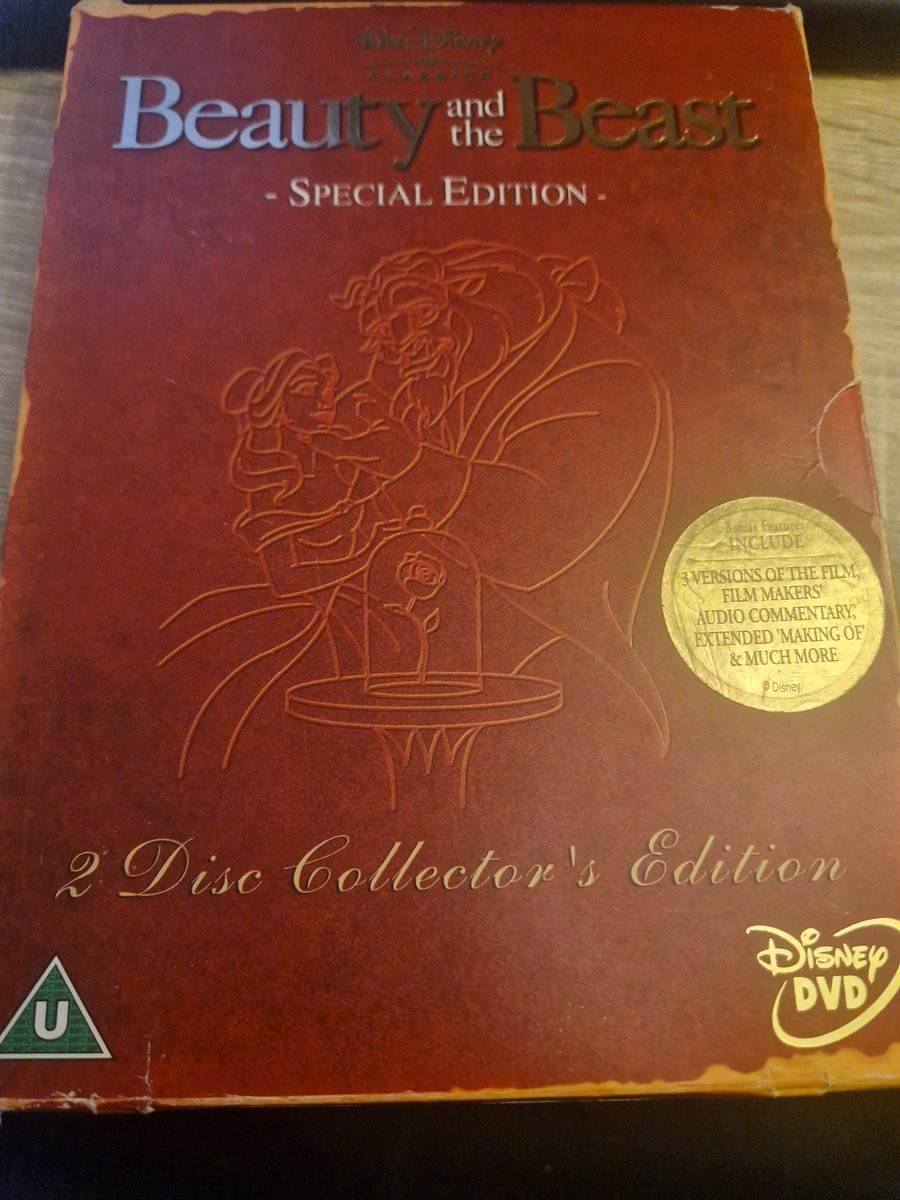 Walt Disney
CLASSICS
Beauty and the Beast
- SPECIAL EDITION -
Bonus Features
INCLUDE
3 VERSIONS OF THE FILM,
FILM MAKERS'
AUDIO COMMENTARY,
EXTENDED 'MAKING OF'
& MUCH MORE
© Disney.
2 Disc Collector's Edition
U
DISNEY
DVD